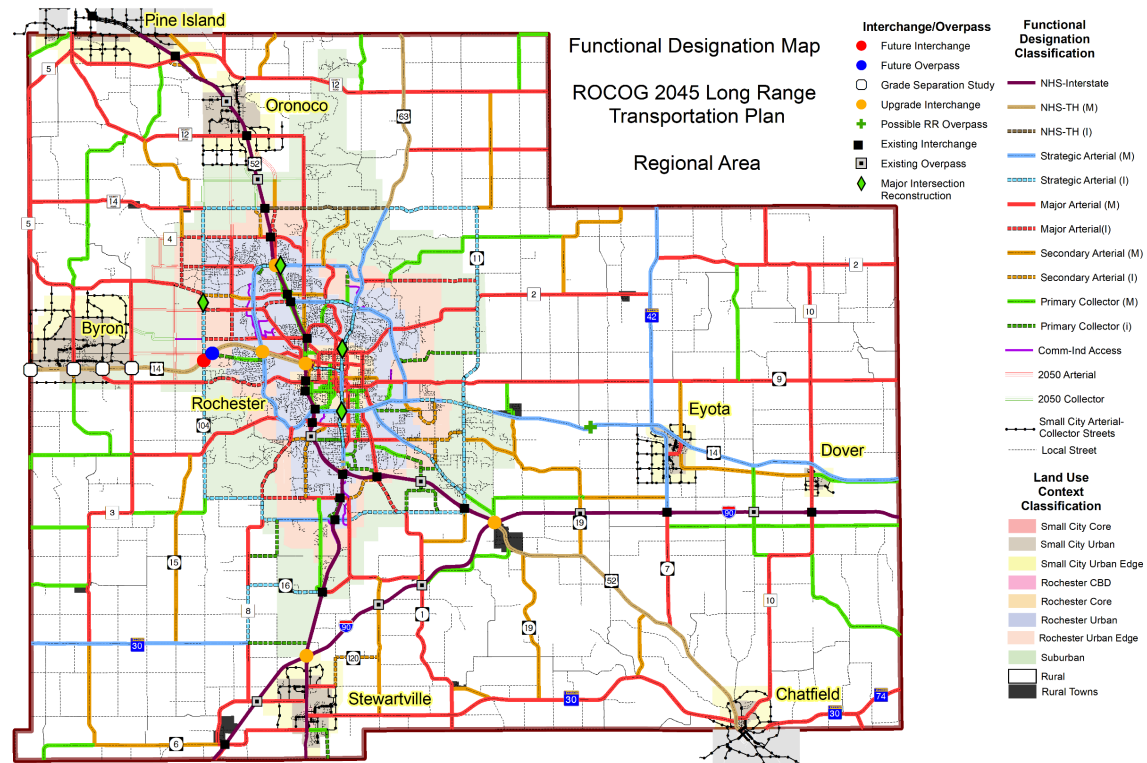 Pine Island
Functional Designation Map
ROCOG 2045 Long Range
Transportation Plan
Regional Area
Interchange/Overpass
Future Interchange
Future Overpass
Grade Separation Study
Upgrade Interchange
Possible RR Overpass
Existing Interchange
Existing Overpass
Major Intersection
Reconstruction
Functional
Designation
Classification
NHS-Interstate
NHS-TH (M)
NHS-TH (I)
Strategic Arterial (M)
Strategic Arterial (I)
Major Arterial (M)
Major Arterial(I)
Secondary Arterial (M)
Secondary Arterial (I)
Primary Collector (M)
Primary Collector (i)
Comm-Ind Access
2050 Arterial
2050 Collector
Small City Arterial-
Collector Streets
Local Street
Land Use
Context
Classification
Small City Core
Small City Urban
Small City Urban Edge
Rochester CBD
Rochester Core
Rochester Urban
Rochester Urban Edge
Suburban
Rural
Rural Towns
5
12
Oronoco
63
12
52
14
5
4
11
2
2
10
42
Byron
14
9
Rochester
104
Eyota
14
Dover
3
90
19
15
7
52
16
8
1
10
90
19
30
120
Stewartville
30
Chatfield
74
30
6